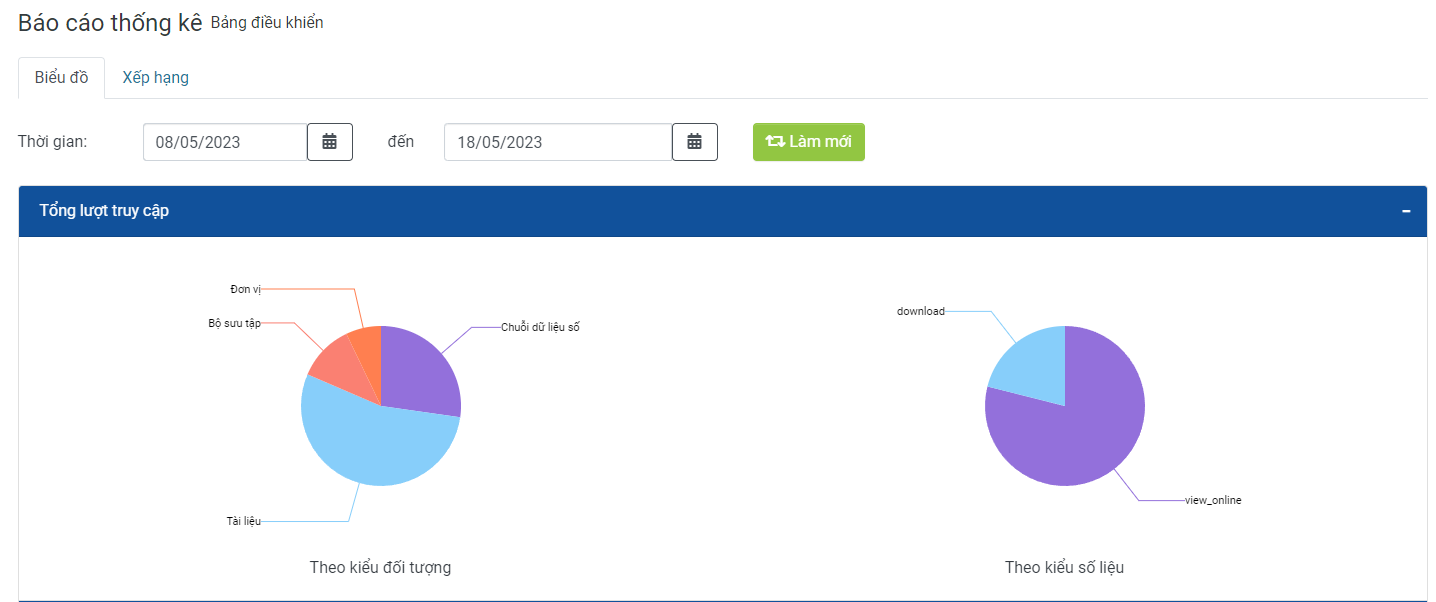 Báo cáo thống kê Bảng điều khiển
Biểu đồ Xếp hạng
Thời gian: 08/05/2023 đến 18/05/2023 Làm mới
Tổng lượt truy cập
Đơn vị
Bộ sưu tập
Chuỗi dữ liệu số
Tài liệu
Theo kiểu đối tượng
download
view_online
Theo kiểu số liệu